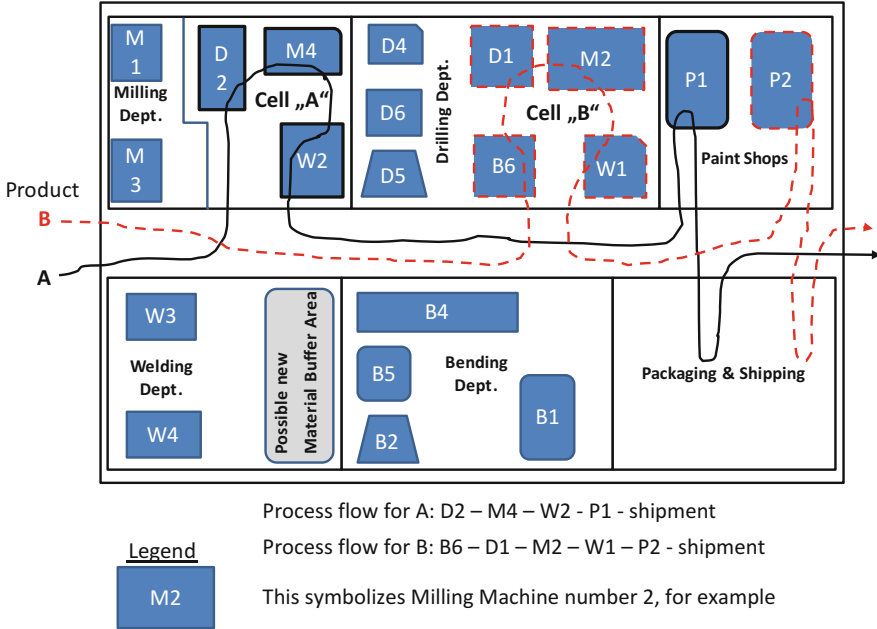 M
1
Milling
Dept.
M
3
D
2
M4
Cell „A“
W2
D4
D6
D5
Drilling Dept.
D1
M2
Cell „B“
B6
W1
P1
P2
Paint Shops
Product
B
A
W3
Welding
Dept.
W4
Possible new
Material Buffer Area
B4
B5
Bending
Dept.
B2
B1
Packaging & Shipping
Process flow for A: D2 – M4 – W2 - P1 - shipment
Process flow for B: B6 – D1 – M2 – W1 – P2 - shipment
Legend
M2
This symbolizes Milling Machine number 2, for example